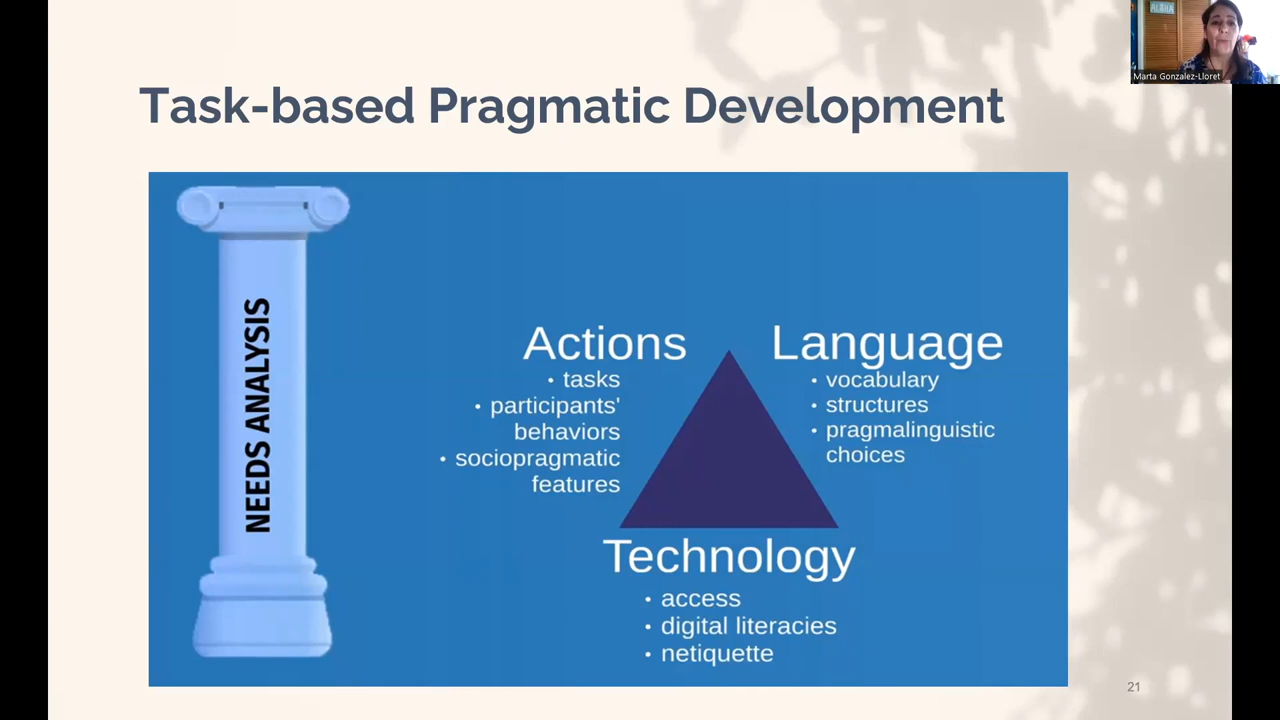 ALOHA
Marta Gonzalez-Lloret
Task-based Pragmatic Development
NEEDS ANALYSIS
Actions
• tasks
• participants'
behaviors
• sociopragmatic
features
Language
• vocabulary
• structures
• pragmalinguistic
choices
Technology
• access
• digital literacies
• netiquette
21